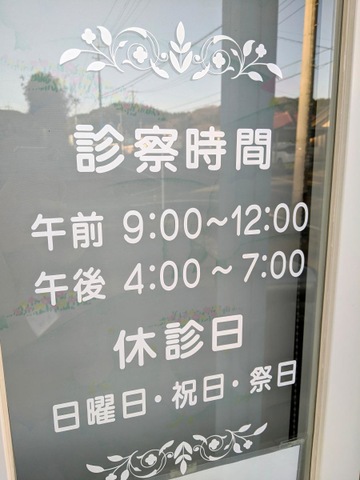 診察時間
午前 9:00～12:00
午後 4:00～7:00
休診日
日曜日・祝日・祭日